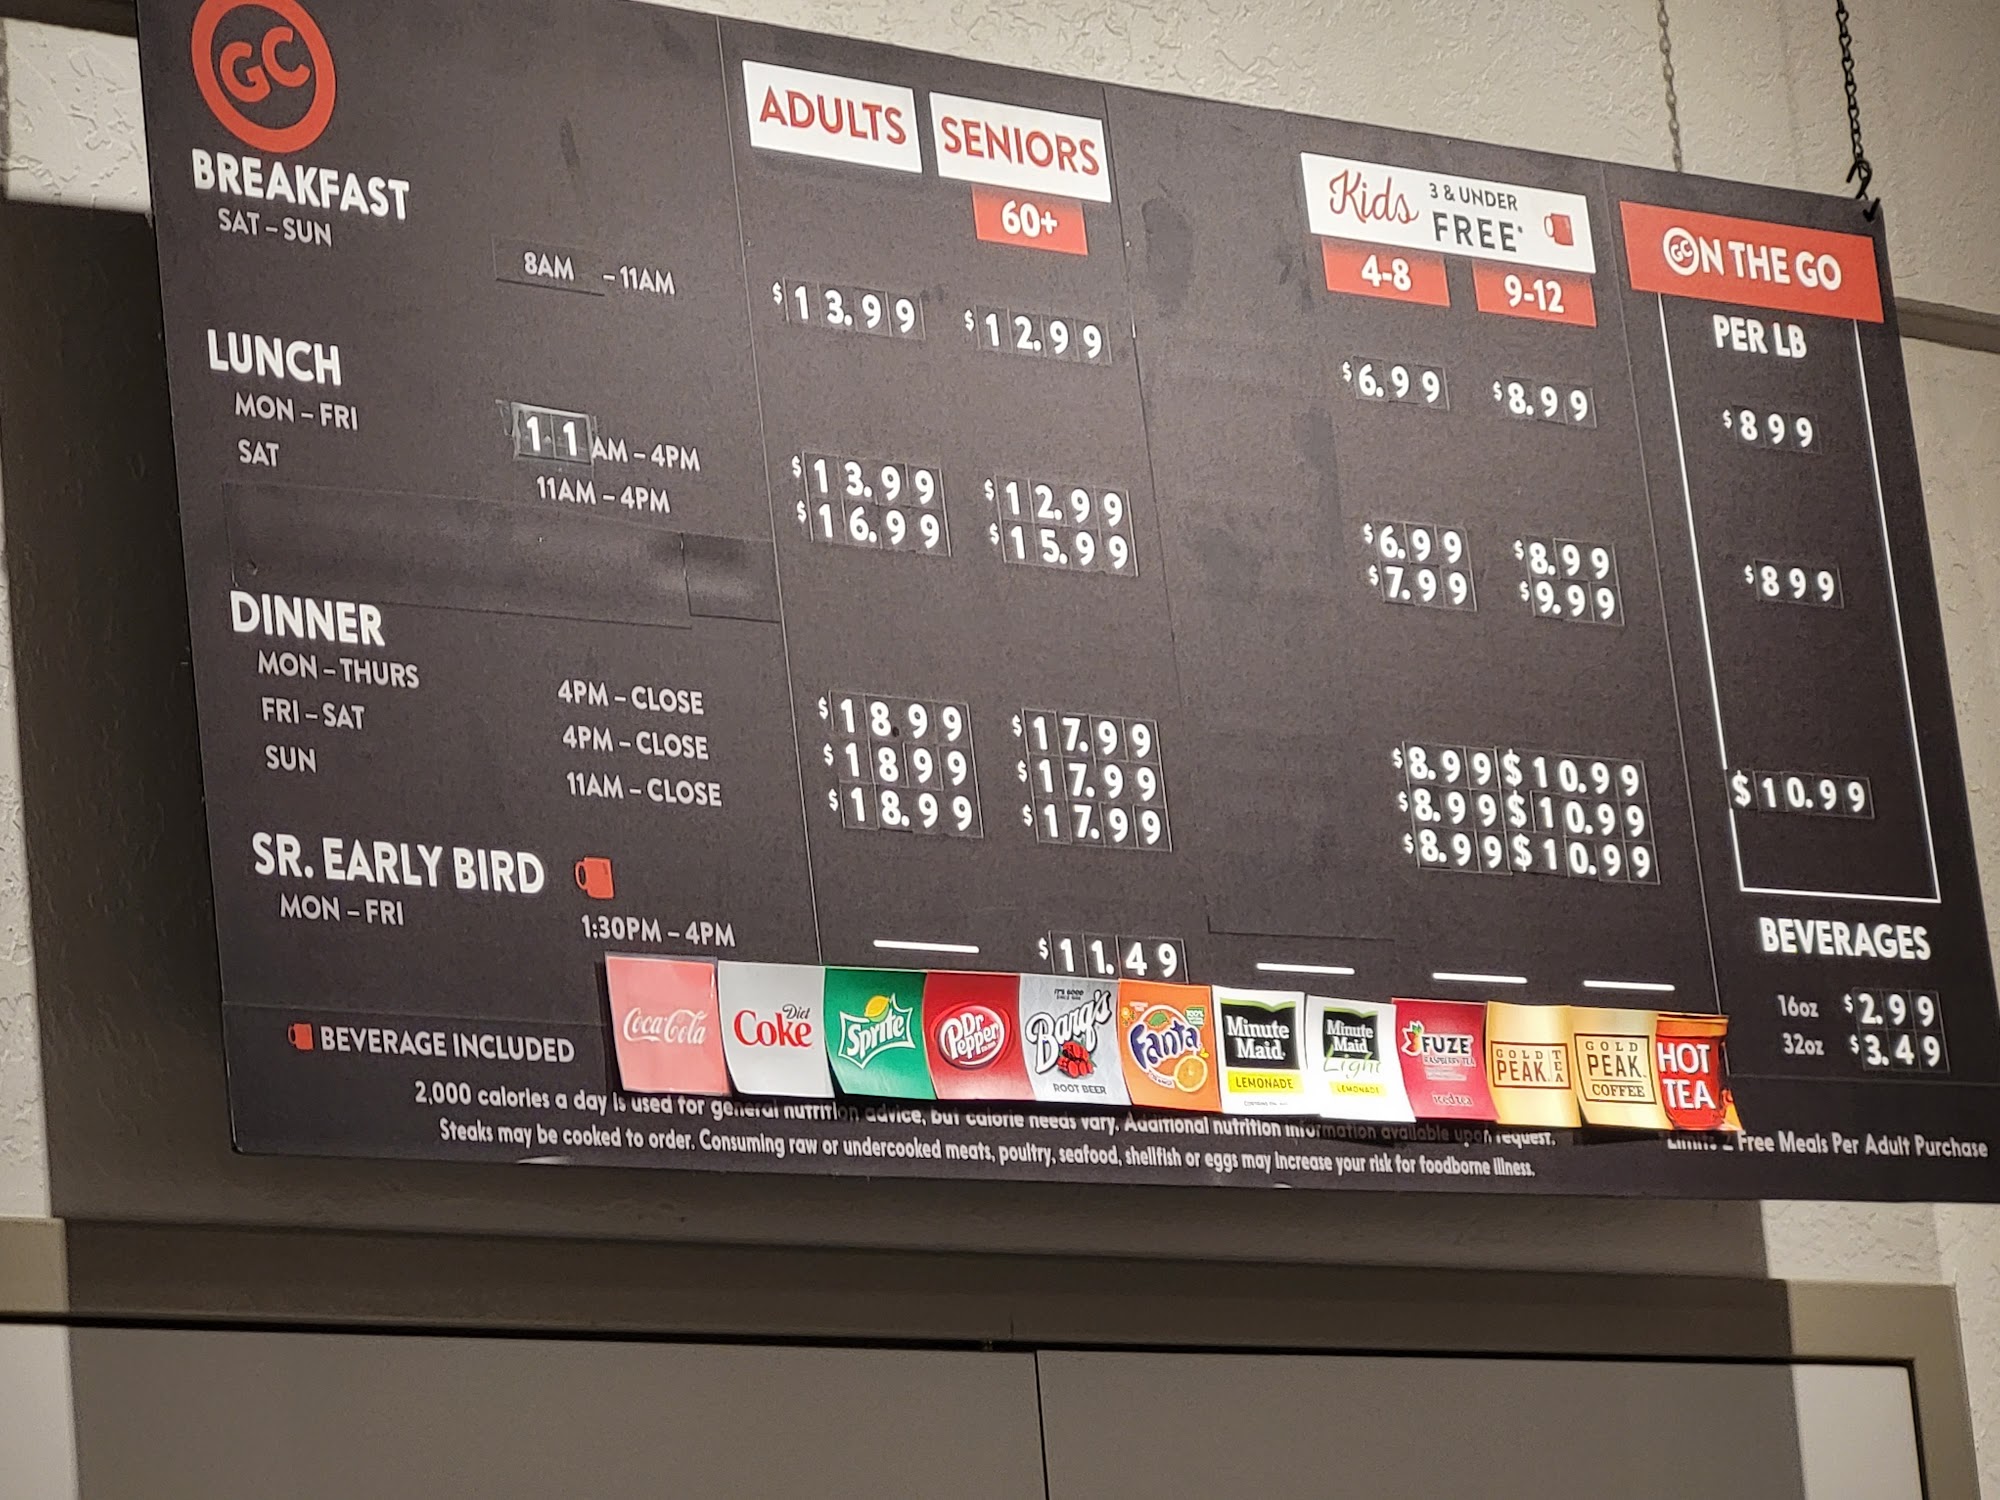 GC
ADULTS SENIORS
60+
Kids 3 & UNDER FREE*
4-8 9-12
GC ON THE GO
PER LB
BREAKFAST
SAT – SUN 8AM – 11AM $13.99 $12.99 $6.99 $8.99 $899
LUNCH
MON – FRI 11 AM – 4PM $13.99 $12.99 $6.99 $8.99 $899
SAT 11AM – 4PM $16.99 $15.99 $7.99 $9.99
DINNER
MON – THURS 4PM – CLOSE $18.99 $17.99 $8.99 $10.99 $10.99
FRI – SAT 4PM – CLOSE $1899 $17.99 $8.99 $10.99
SUN 11AM – CLOSE $18.99 $17.99 $8.99 $10.99
SR. EARLY BIRD
MON – FRI 1:30PM – 4PM $11.49
BEVERAGES
16oz $2.99
32oz $3.49
BEVERAGE INCLUDED
Coca-Cola
Diet Coke
Sprite
Dr Pepper
Barq's
ROOT BEER
Fanta
Minute Maid
LEMONADE
Minute Maid Light
LEMONADE
FUZE
RASPBERRY TEA
iced tea
GOLD PEAK TEA
GOLD PEAK COFFEE
HOT TEA
2,000 calories a day is used for general nutrition advice, but calorie needs vary. Additional nutrition information available upon request.
Steaks may be cooked to order. Consuming raw or undercooked meats, poultry, seafood, shellfish or eggs may increase your risk for foodborne illness.
2 Free Meals Per Adult Purchase